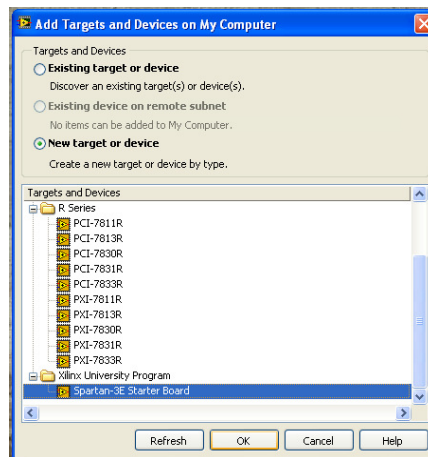 Add Targets and Devices on My Computer
Targets and Devices
Existing target or device
Discover an existing target(s) or device(s).
Existing device on remote subnet
No items can be added to My Computer.
New target or device
Create a new target or device by type.
Targets and Devices
R Series
PCI-7811R
PCI-7813R
PCI-7830R
PCI-7831R
PCI-7833R
PXI-7811R
PXI-7813R
PXI-7830R
PXI-7831R
PXI-7833R
Xilinx University Program
Spartan-3E Starter Board
Refresh OK Cancel Help